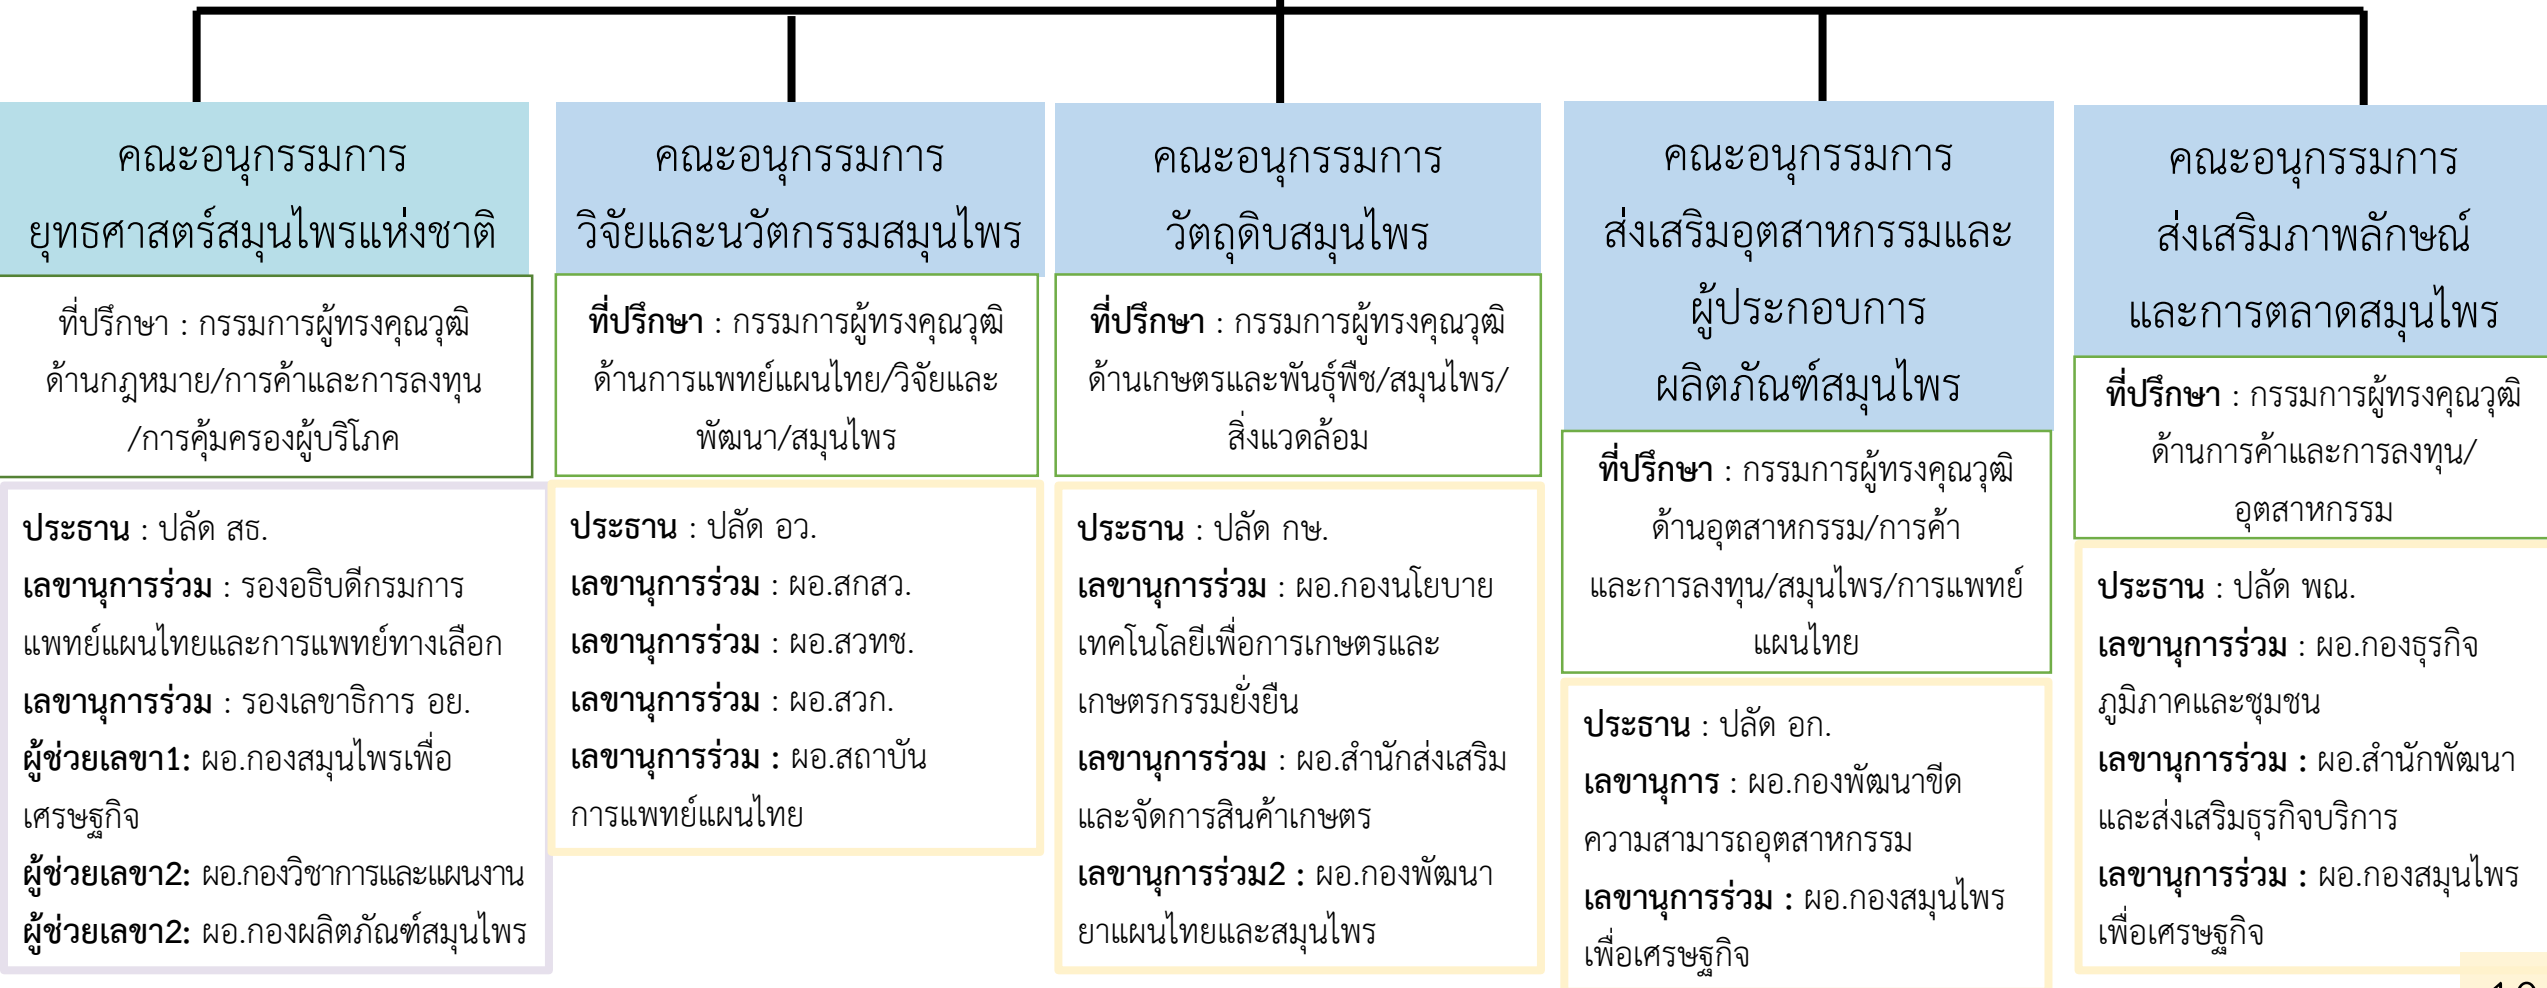 คณะอนุกรรมการ
ยุทธศาสตร์สมุนไพรแห่งชาติ
ที่ปรึกษา : กรรมการผู้ทรงคุณวุฒิ
ด้านกฎหมาย/การค้าและการลงทุน
/การคุ้มครองผู้บริโภค
ประธาน : ปลัด สธ.
เลขานุการร่วม : รองอธิบดีกรมการ
แพทย์แผนไทยและการแพทย์ทางเลือก
เลขานุการร่วม : รองเลขาธิการ อย.
ผู้ช่วยเลขา1: ผอ.กองสมุนไพรเพื่อ
เศรษฐกิจ
ผู้ช่วยเลขา2: ผอ.กองวิชาการและแผนงาน
ผู้ช่วยเลขา2: ผอ.กองผลิตภัณฑ์สมุนไพร
คณะอนุกรรมการ
วิจัยและนวัตกรรมสมุนไพร
ที่ปรึกษา : กรรมการผู้ทรงคุณวุฒิ
ด้านการแพทย์แผนไทย/วิจัยและ
พัฒนา/สมุนไพร
ประธาน : ปลัด อว.
เลขานุการร่วม : ผอ.สกสว.
เลขานุการร่วม : ผอ.สวทช.
เลขานุการร่วม : ผอ.สวก.
เลขานุการร่วม : ผอ.สถาบัน
การแพทย์แผนไทย
คณะอนุกรรมการ
วัตถุดิบสมุนไพร
ที่ปรึกษา : กรรมการผู้ทรงคุณวุฒิ
ด้านเกษตรและพันธุ์พืช/สมุนไพร/
สิ่งแวดล้อม
ประธาน : ปลัด กษ.
เลขานุการร่วม : ผอ.กองนโยบาย
เทคโนโลยีเพื่อการเกษตรและ
เกษตรกรรมยั่งยืน
เลขานุการร่วม : ผอ.สำนักส่งเสริม
และจัดการสินค้าเกษตร
เลขานุการร่วม2 : ผอ.กองพัฒนา
ยาแผนไทยและสมุนไพร
คณะอนุกรรมการ
ส่งเสริมอุตสาหกรรมและ
ผู้ประกอบการ
ผลิตภัณฑ์สมุนไพร
ที่ปรึกษา : กรรมการผู้ทรงคุณวุฒิ
ด้านอุตสาหกรรม/การค้า
และการลงทุน/สมุนไพร/การแพทย์
แผนไทย
ประธาน : ปลัด อก.
เลขานุการ : ผอ.กองพัฒนาขีด
ความสามารถอุตสาหกรรม
เลขานุการร่วม : ผอ.กองสมุนไพร
เพื่อเศรษฐกิจ
คณะอนุกรรมการ
ส่งเสริมภาพลักษณ์
และการตลาดสมุนไพร
ที่ปรึกษา : กรรมการผู้ทรงคุณวุฒิ
ด้านการค้าและการลงทุน/
อุตสาหกรรม
ประธาน : ปลัด พณ.
เลขานุการร่วม : ผอ.กองธุรกิจ
ภูมิภาคและชุมชน
เลขานุการร่วม : ผอ.สำนักพัฒนา
และส่งเสริมธุรกิจบริการ
เลขานุการร่วม : ผอ.กองสมุนไพร
เพื่อเศรษฐกิจ